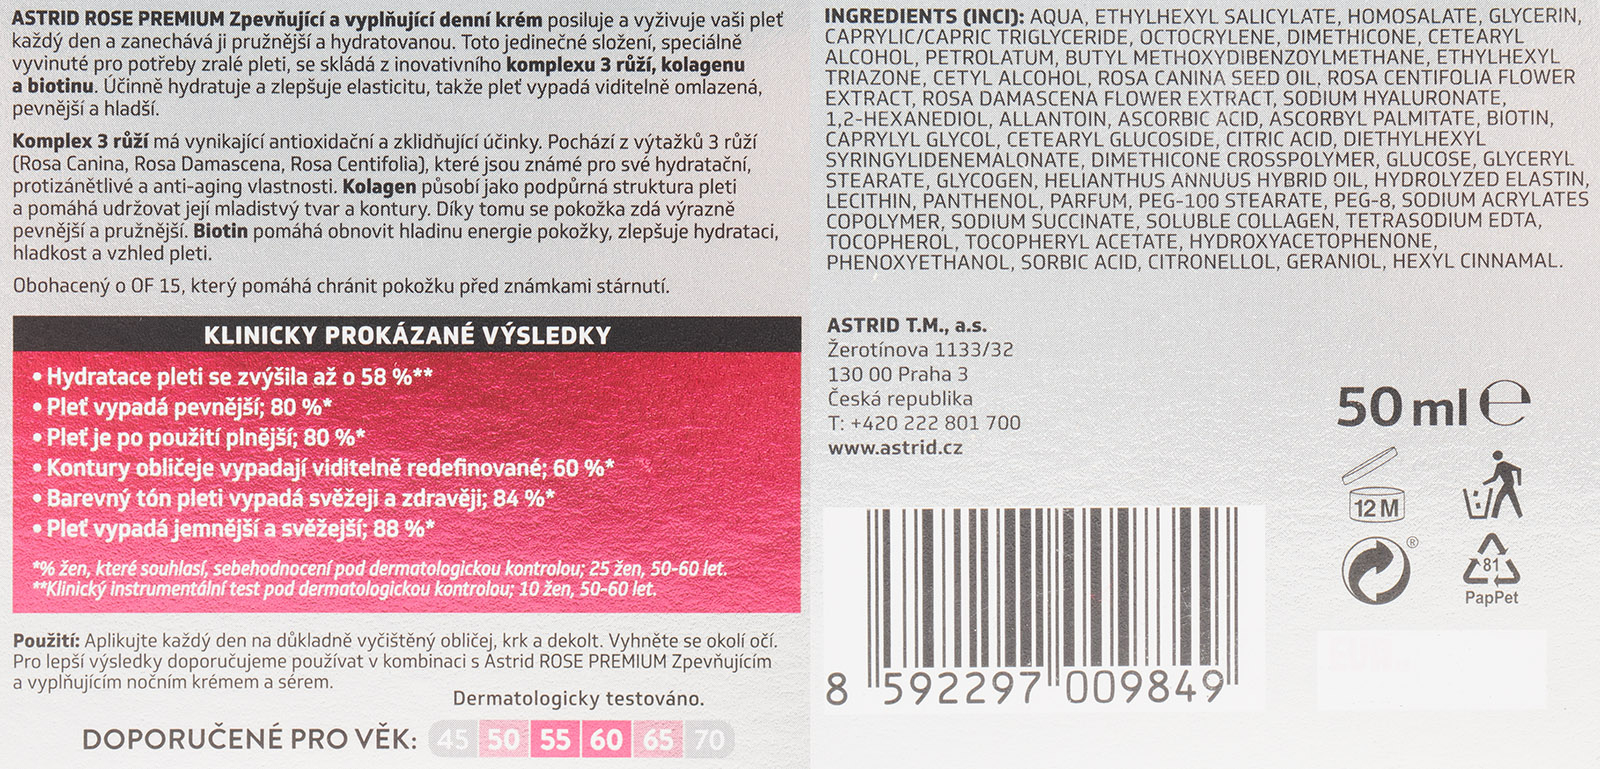 ASTRID ROSE PREMIUM Zpevňující a vyplňující denní krém posiluje a vyživuje vaši pleť
každý den a zanechává ji pružnější a hydratovanou. Toto jedinečné složení, speciálně
vyvinuté pro potřeby zralé pleti, se skládá z inovativního komplexu 3 růží, kolagenu
a biotinu. Účinně hydratuje a zlepšuje elasticitu, takže pleť vypadá viditelně omlazená,
pevnější a hladší.
Komplex 3 růží má vynikající antioxidační a zklidňující účinky. Pochází z výtažků 3 růží
(Rosa Canina, Rosa Damascena, Rosa Centifolia), které jsou známé pro své hydratační,
protizánětlivé a anti-aging vlastnosti. Kolagen působí jako podpůrná struktura pleti
a pomáhá udržovat její mladistvý tvar a kontury. Díky tomu se pokožka zdá výrazně
pevnější a pružnější. Biotin pomáhá obnovit hladinu energie pokožky, zlepšuje hydrataci,
hladkost a vzhled pleti.
Obohacený o OF 15, který pomáhá chránit pokožku před známkami stárnutí.
KLINICKY PROKÁZANÉ VÝSLEDKY
• Hydratace pleti se zvýšila až o 58 %**
• Pleť vypadá pevnější; 80 %*
• Pleť je po použití plnější; 80 %*
• Kontury obličeje vypadají viditelně redefinované; 60 %*
• Barevný tón pleti vypadá svěžeji a zdravěji; 84 %*
• Pleť vypadá jemnější a svěžejší; 88 %*
*% žen, které souhlasí, sebehodnocení pod dermatologickou kontrolou; 25 žen, 50-60 let.
**Klinický instrumentální test pod dermatologickou kontrolou; 10 žen, 50-60 let.
Použití: Aplikujte každý den na důkladně vyčištěný obličej, krk a dekolt. Vyhněte se okolí očí.
Pro lepší výsledky doporučujeme používat v kombinaci s Astrid ROSE PREMIUM Zpevňujícím
a vyplňujícím nočním krémem a sérem.
Dermatologicky testováno.
DOPORUČENÉ PRO VĚK: 45 50 55 60 65 70
INGREDIENTS (INCI): AQUA, ETHYLHEXYL SALICYLATE, HOMOSALATE, GLYCERIN,
CAPRYLIC/CAPRIC TRIGLYCERIDE, OCTOCRYLENE, DIMETHICONE, CETEARYL
ALCOHOL, PETROLATUM, BUTYL METHOXYDIBENZOYLMETHANE, ETHYLHEXYL
TRIAZONE, CETYL ALCOHOL, ROSA CANINA SEED OIL, ROSA CENTIFOLIA FLOWER
EXTRACT, ROSA DAMASCENA FLOWER EXTRACT, SODIUM HYALURONATE,
1,2-HEXANEDIOL, ALLANTOIN, ASCORBIC ACID, ASCORBYL PALMITATE, BIOTIN,
CAPRYLYL GLYCOL, CETEARYL GLUCOSIDE, CITRIC ACID, DIETHYLHEXYL
SYRINGYLIDENEMALONATE, DIMETHICONE CROSSPOLYMER, GLUCOSE, GLYCERYL
STEARATE, GLYCOGEN, HELIANTHUS ANNUUS HYBRID OIL, HYDROLYZED ELASTIN,
LECITHIN, PANTHENOL, PARFUM, PEG-100 STEARATE, PEG-8, SODIUM ACRYLATES
COPOLYMER, SODIUM SUCCINATE, SOLUBLE COLLAGEN, TETRASODIUM EDTA,
TOCOPHEROL, TOCOPHERYL ACETATE, HYDROXYACETOPHENONE,
PHENOXYETHANOL, SORBIC ACID, CITRONELLOL, GERANIOL, HEXYL CINNAMAL.
ASTRID T.M., a.s.
Žerotínova 1133/32
130 00 Praha 3
Česká republika
T: +420 222 801 700
www.astrid.cz
50 ml ℮
12 M
®
81
PapPet
8 592297 009849